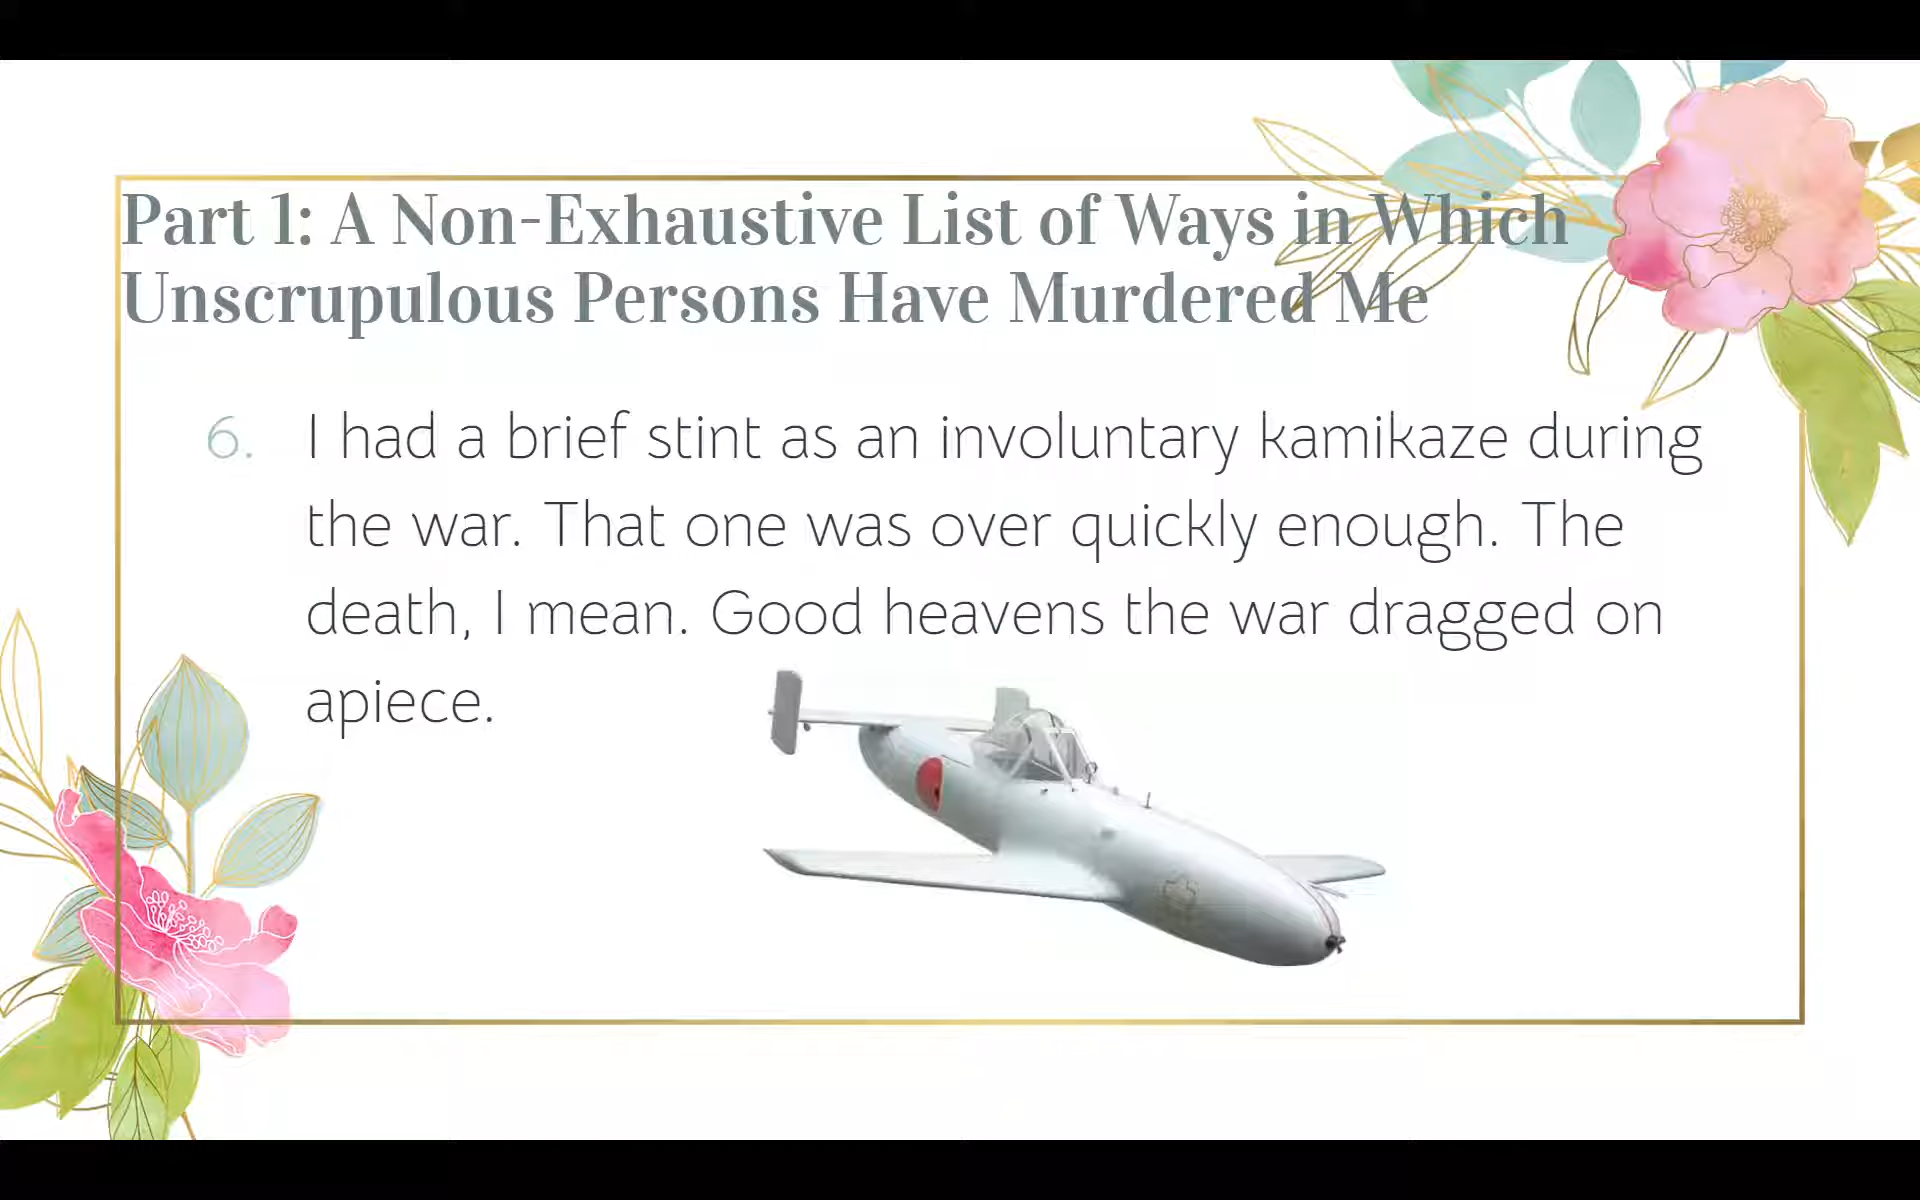 Part 1: A Non-Exhaustive List of Ways in Which
Unscrupulous Persons Have Murdered Me
6. I had a brief stint as an involuntary kamikaze during
the war. That one was over quickly enough. The
death, I mean. Good heavens the war dragged on
apiece.